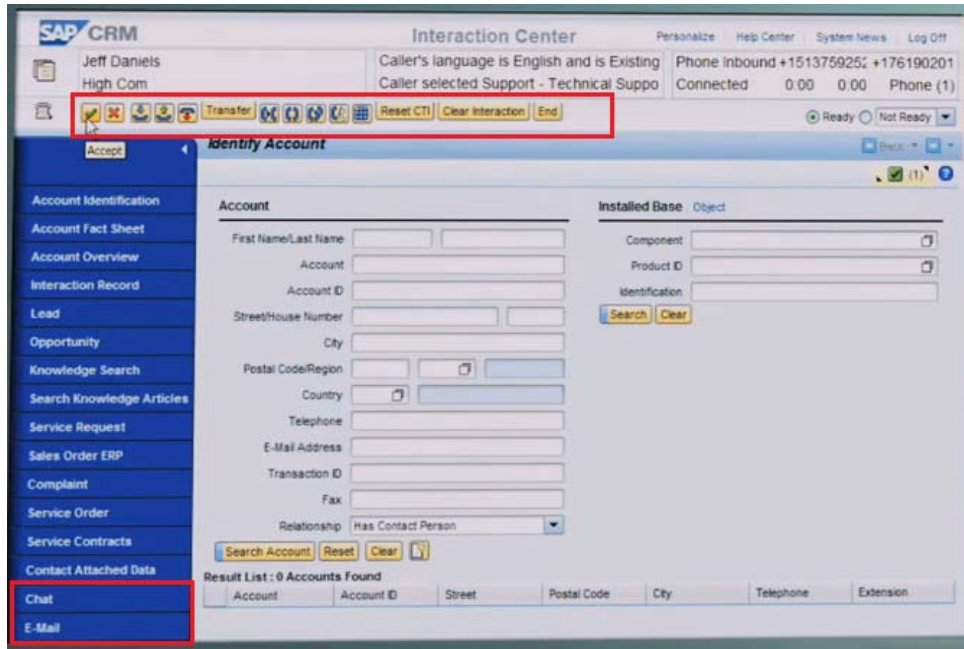 SAP CRM
Interaction Center
Personalize Help Center System News Log Off
Jeff Daniels
High Com
Caller's language is English and is Existing
Caller selected Support - Technical Suppo
Phone Inbound +1513759252 +176190201
Connected 0:00 0:00 Phone (1)
Transfer Reset CTI Clear Interaction End
Ready Not Ready
Accept
Identify Account
Back
(1)
Account Identification
Account Fact Sheet
Account Overview
Interaction Record
Lead
Opportunity
Knowledge Search
Search Knowledge Articles
Service Request
Sales Order ERP
Complaint
Service Order
Service Contracts
Contact Attached Data
Chat
E-Mail
Account
First Name/Last Name
Account
Account ID
Street/House Number
City
Postal Code/Region
Country
Telephone
E-Mail Address
Transaction ID
Fax
Relationship Has Contact Person
Search Account Reset Clear
Installed Base Object
Component
Product ID
Identification
Search Clear
Result List : 0 Accounts Found
Account Account ID Street Postal Code City Telephone Extension